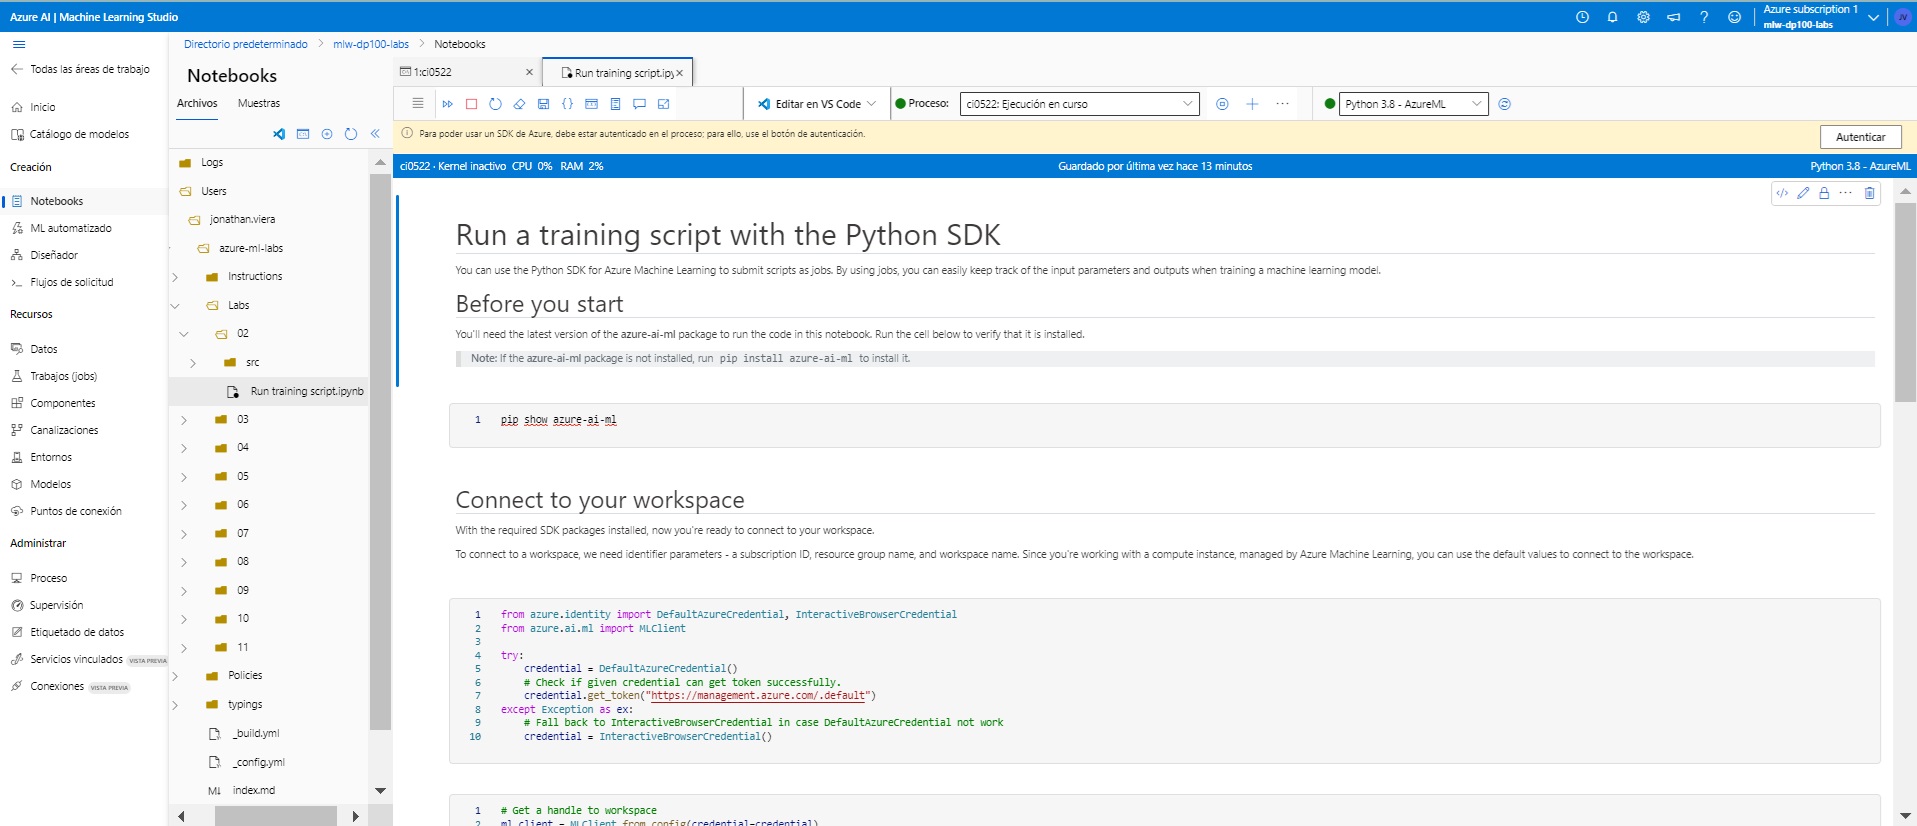 Azure AI | Machine Learning Studio
Azure subscription 1
mlw-dp100-labs
JV
Directorio predeterminado > mlw-dp100-labs > Notebooks
Todas las áreas de trabajo
Inicio
Catálogo de modelos
Creación
Notebooks
ML automatizado
Diseñador
Flujos de solicitud
Recursos
Datos
Trabajos (jobs)
Componentes
Canalizaciones
Entornos
Modelos
Puntos de conexión
Administrar
Proceso
Supervisión
Etiquetado de datos
Servicios vinculados VISTA PREVIA
Conexiones VISTA PREVIA
Notebooks
Archivos Muestras
Logs
Users
jonathan.viera
azure-ml-labs
Instructions
Labs
02
src
Run training script.ipynb
03
04
05
06
07
08
09
10
11
Policies
typings
_build.yml
_config.yml
index.md
1:ci0522
Run training script.ipy
Editar en VS Code
Proceso:
ci0522: Ejecución en curso
Python 3.8 - AzureML
Para poder usar un SDK de Azure, debe estar autenticado en el proceso; para ello, use el botón de autenticación.
Autenticar
ci0522 · Kernel inactivo CPU 0% RAM 2%
Guardado por última vez hace 13 minutos
Python 3.8 - AzureML
Run a training script with the Python SDK
You can use the Python SDK for Azure Machine Learning to submit scripts as jobs. By using jobs, you can easily keep track of the input parameters and outputs when training a machine learning model.
Before you start
You'll need the latest version of the azure-ai-ml package to run the code in this notebook. Run the cell below to verify that it is installed.
Note: If the azure-ai-ml package is not installed, run pip install azure-ai-ml to install it.
1 pip show azure-ai-ml
Connect to your workspace
With the required SDK packages installed, now you're ready to connect to your workspace.
To connect to a workspace, we need identifier parameters - a subscription ID, resource group name, and workspace name. Since you're working with a compute instance, managed by Azure Machine Learning, you can use the default values to connect to the workspace.
1 from azure.identity import DefaultAzureCredential, InteractiveBrowserCredential
2 from azure.ai.ml import MLClient
3
4 try:
5 credential = DefaultAzureCredential()
6 # Check if given credential can get token successfully.
7 credential.get_token("https://management.azure.com/.default")
8 except Exception as ex:
9 # Fall back to InteractiveBrowserCredential in case DefaultAzureCredential not work
10 credential = InteractiveBrowserCredential()
1 # Get a handle to workspace
2 ml_client = MLClient.from_config(credential=credential)